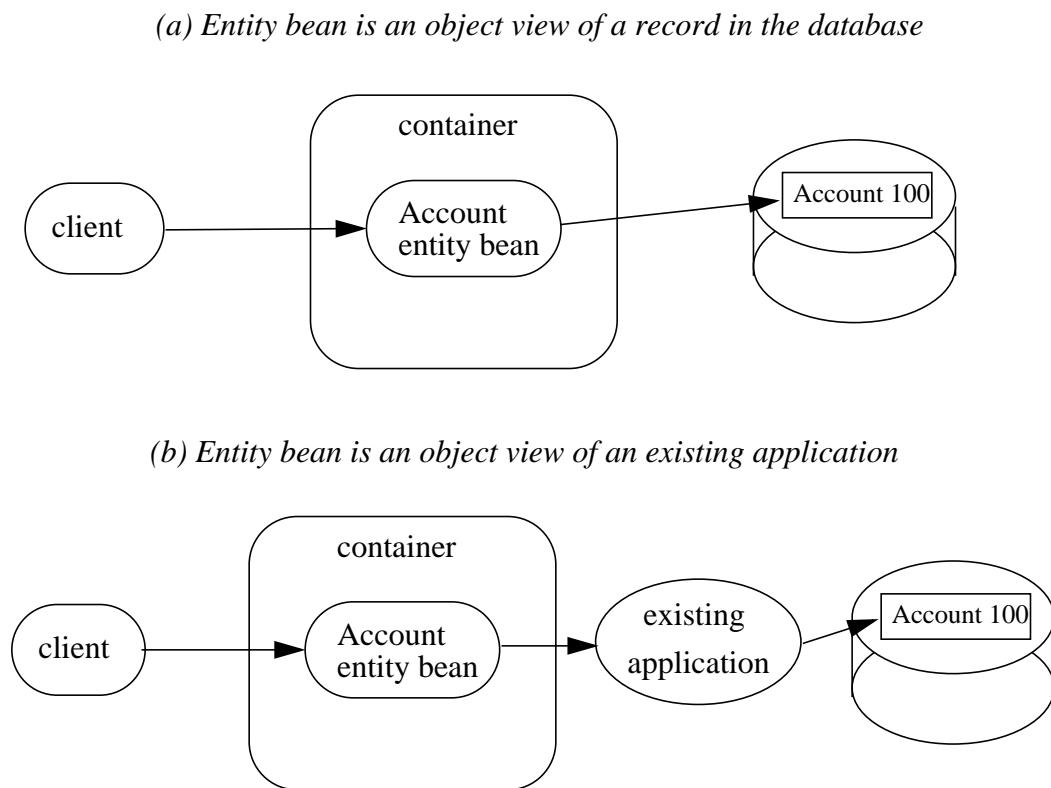 (a) Entity bean is an object view of a record in the database
container
client
Account
entity bean
Account 100
(b) Entity bean is an object view of an existing application
container
client
Account
entity bean
existing
application
Account 100